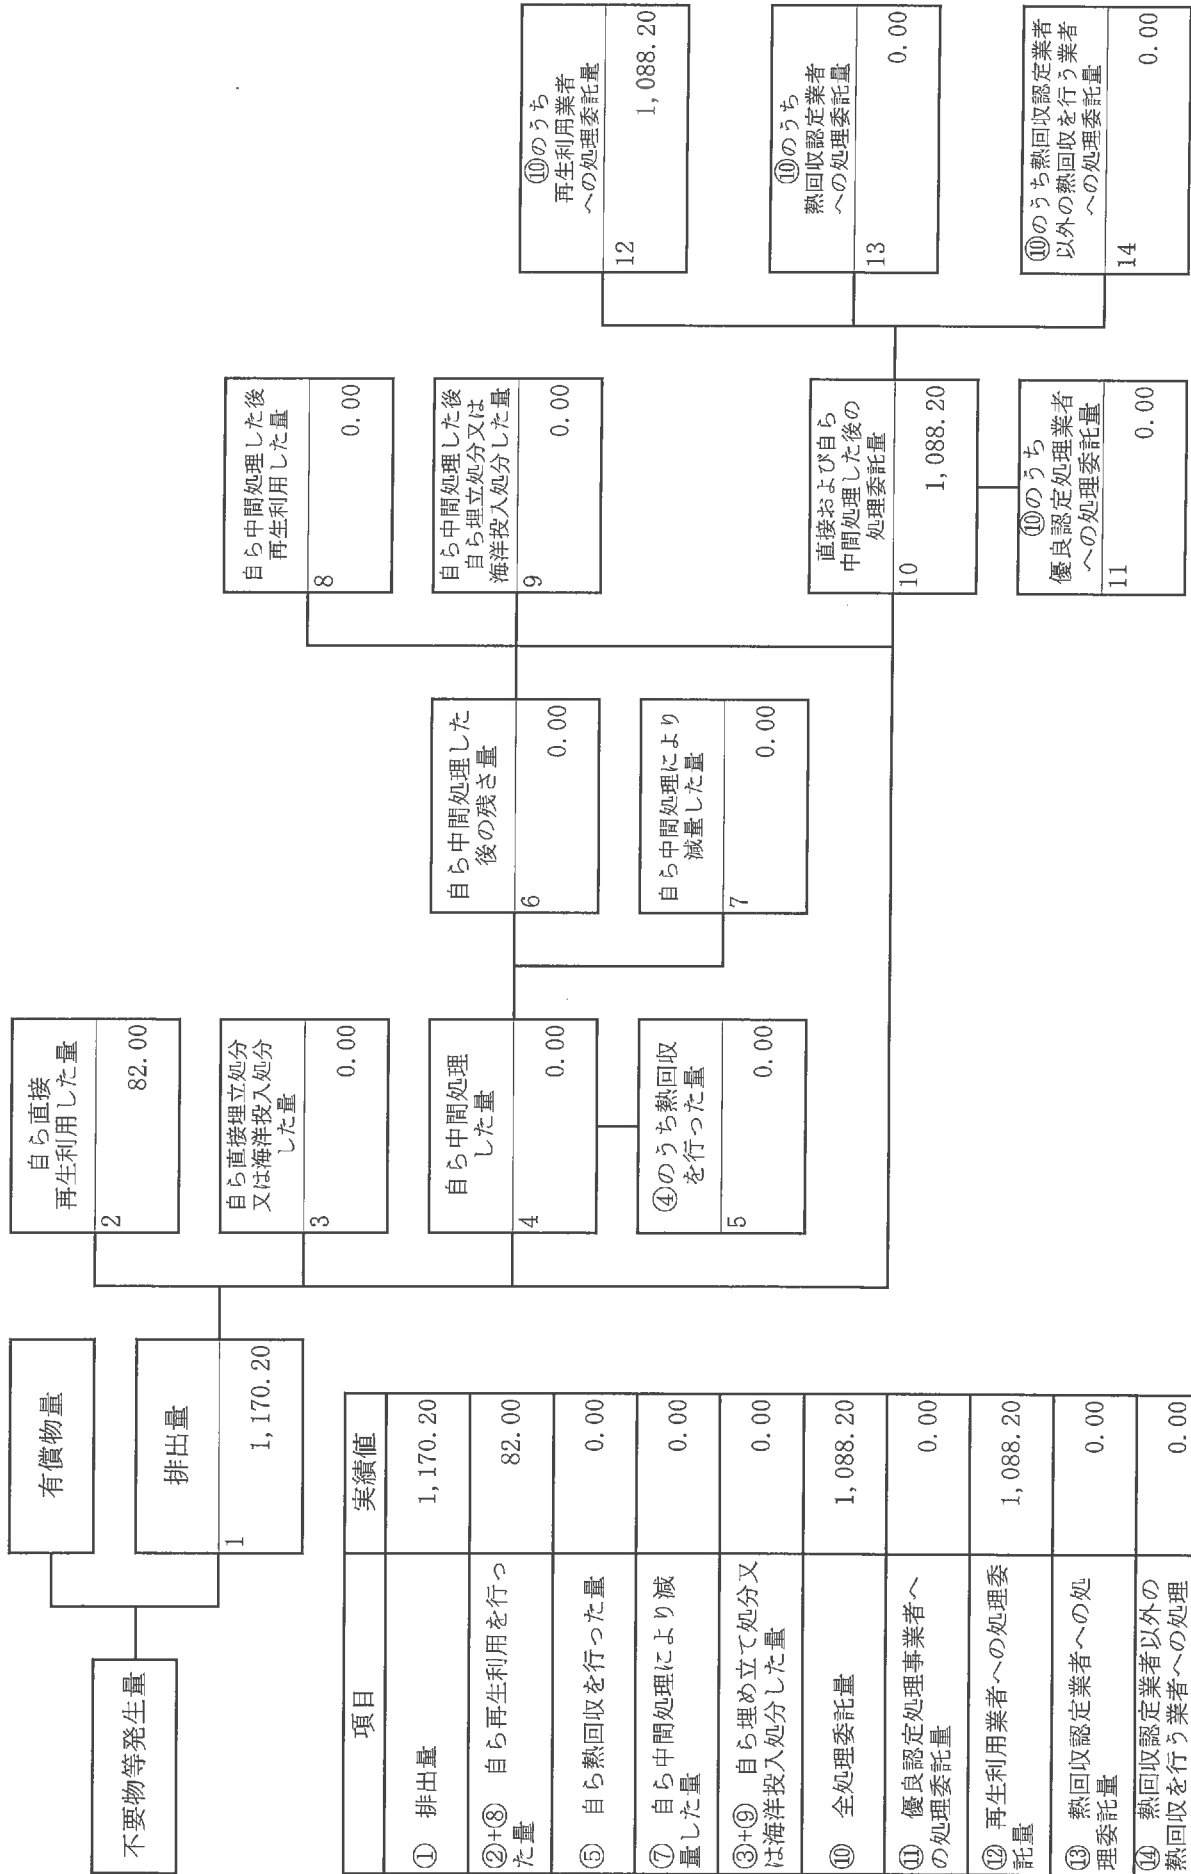 不要物等発生量
有償物量
排出量
1
1,170.20
自ら直接
再生利用した量
2
82.00
自ら直接埋立処分
又は海洋投入処分
した量
3
0.00
自ら中間処理
した量
4
0.00
④のうち熱回収
を行った量
5
0.00
自ら中間処理した
後の残さ量
6
0.00
自ら中間処理により
減量した量
7
0.00
自ら中間処理した後
再生利用した量
8
0.00
自ら中間処理した後
自ら埋立処分又は
海洋投入処分した量
9
0.00
直接および自ら
中間処理した後の
処理委託量
10
1,088.20
⑩のうち
優良認定処理業者
への処理委託量
11
0.00
⑩のうち
再生利用業者
への処理委託量
12
1,088.20
⑩のうち
熱回収認定業者
への処理委託量
13
0.00
⑩のうち熱回収認定業者
以外の熱回収を行う業者
への処理委託量
14
0.00
項目 実績値
① 排出量 1,170.20
②+⑧ 自ら再生利用を行っ
た量 82.00
⑤ 自ら熱回収を行った量 0.00
⑦ 自ら中間処理により減
量した量 0.00
③+⑨ 自ら埋め立て処分又
は海洋投入処分した量 0.00
⑩ 全処理委託量 1,088.20
⑪ 優良認定処理事業者へ
の処理委託量 0.00
⑫ 再生利用業者への処理委
託量 1,088.20
⑬ 熱回収認定業者への処
理委託量 0.00
⑭ 熱回収認定業者以外の
熱回収を行う業者への処理 0.00